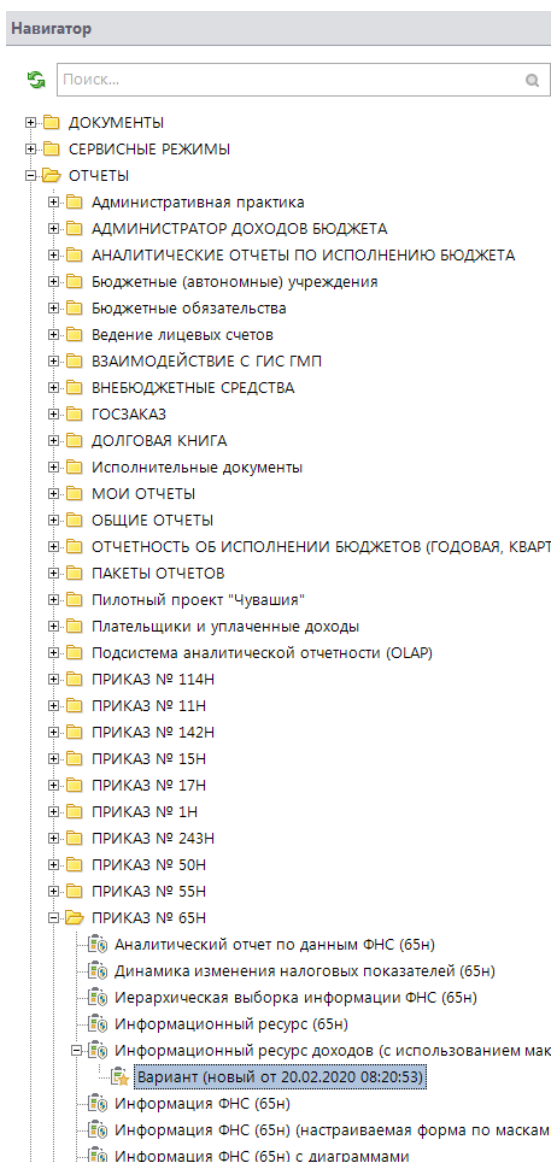 Навигатор
Поиск...
ДОКУМЕНТЫ
СЕРВИСНЫЕ РЕЖИМЫ
ОТЧЕТЫ
Административная практика
АДМИНИСТРАТОР ДОХОДОВ БЮДЖЕТА
АНАЛИТИЧЕСКИЕ ОТЧЕТЫ ПО ИСПОЛНЕНИЮ БЮДЖЕТА
Бюджетные (автономные) учреждения
Бюджетные обязательства
Ведение лицевых счетов
ВЗАИМОДЕЙСТВИЕ С ГИС ГМП
ВНЕБЮДЖЕТНЫЕ СРЕДСТВА
ГОСЗАКАЗ
ДОЛГОВАЯ КНИГА
Исполнительные документы
МОИ ОТЧЕТЫ
ОБЩИЕ ОТЧЕТЫ
ОТЧЕТНОСТЬ ОБ ИСПОЛНЕНИИ БЮДЖЕТОВ (ГОДОВАЯ, КВАРТ
ПАКЕТЫ ОТЧЕТОВ
Пилотный проект "Чувашия"
Плательщики и уплаченные доходы
Подсистема аналитической отчетности (OLAP)
ПРИКАЗ № 114Н
ПРИКАЗ № 11Н
ПРИКАЗ № 142Н
ПРИКАЗ № 15Н
ПРИКАЗ № 17Н
ПРИКАЗ № 1Н
ПРИКАЗ № 243Н
ПРИКАЗ № 50Н
ПРИКАЗ № 55Н
ПРИКАЗ № 65Н
Аналитический отчет по данным ФНС (65н)
Динамика изменения налоговых показателей (65н)
Иерархическая выборка информации ФНС (65н)
Информационный ресурс (65н)
Информационный ресурс доходов (с использованием мак
Вариант (новый от 20.02.2020 08:20:53)
Информация ФНС (65н)
Информация ФНС (65н) (настраиваемая форма по маскам
Информация ФНС (65н) с диаграммами